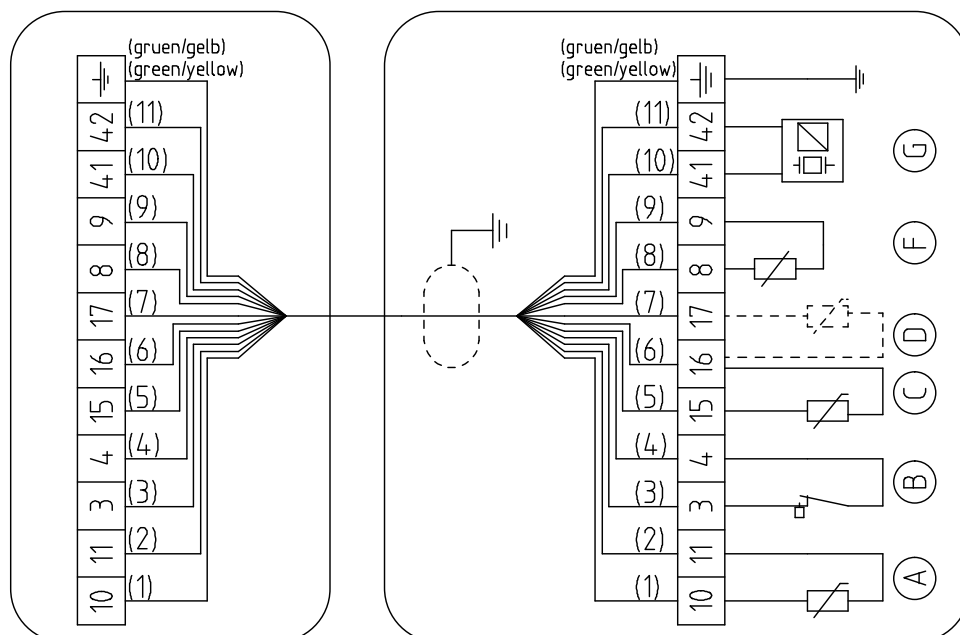 (gruen/gelb)
(green/yellow)
42 (11)
41 (10)
9 (9)
8 (8)
17 (7)
16 (6)
15 (5)
4 (4)
3 (3)
11 (2)
10 (1)
(gruen/gelb)
(green/yellow)
(11) 42
(10) 41 G
(9) 9
(8) 8 F
(7) 17
(6) 16 D
(5) 15 C
(4) 4
(3) 3 B
(2) 11
(1) 10 A